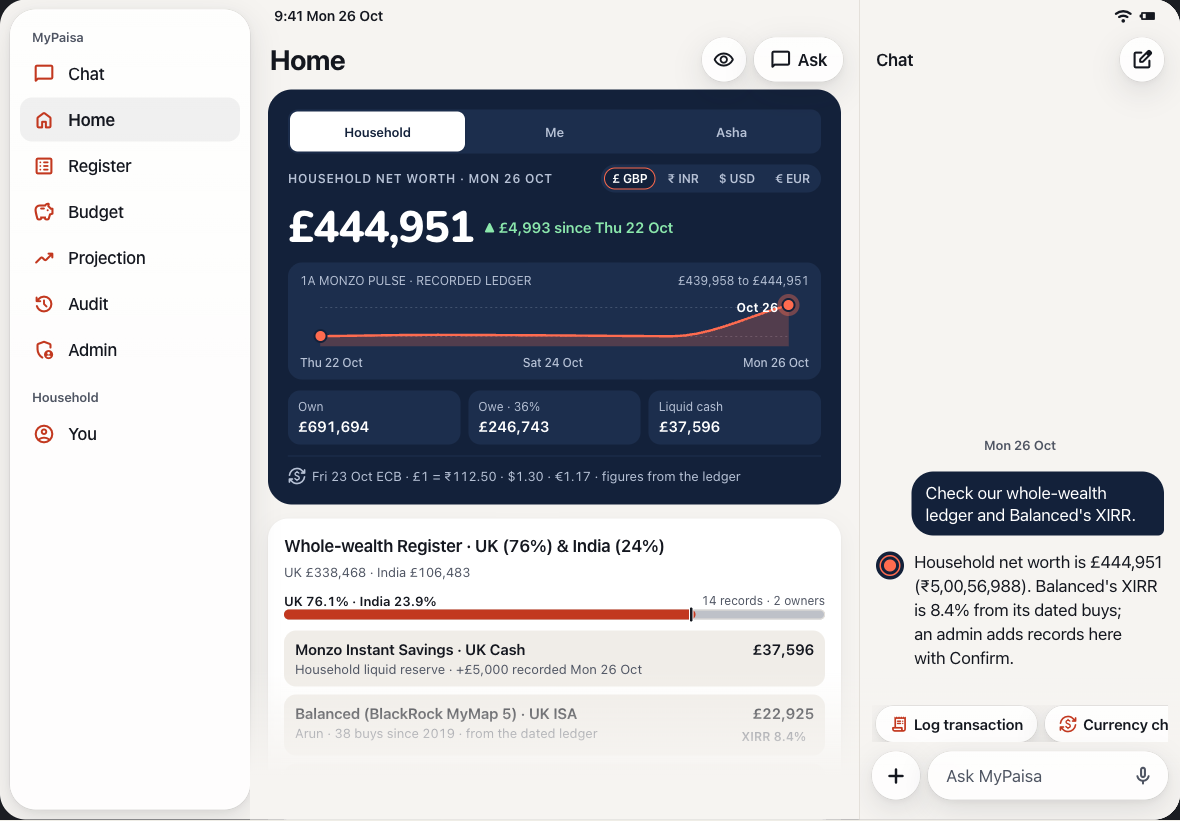 MyPaisa
Chat
Home
Register
Budget
Projection
Audit
Admin
Household
You
9:41 Mon 26 Oct
Home
Ask
Household
Me
Asha
HOUSEHOLD NET WORTH · MON 26 OCT
£ GBP
₹ INR
$ USD
€ EUR
£444,951
▲ £4,993 since Thu 22 Oct
1A MONZO PULSE · RECORDED LEDGER
£439,958 to £444,951
Oct 26
Thu 22 Oct
Sat 24 Oct
Mon 26 Oct
Own
£691,694
Owe · 36%
£246,743
Liquid cash
£37,596
Fri 23 Oct ECB · £1 = ₹112.50 · $1.30 · €1.17 · figures from the ledger
Whole-wealth Register · UK (76%) & India (24%)
UK £338,468 · India £106,483
UK 76.1% · India 23.9%
14 records · 2 owners
Monzo Instant Savings · UK Cash
£37,596
Household liquid reserve · +£5,000 recorded Mon 26 Oct
Balanced (BlackRock MyMap 5) · UK ISA
£22,925
Arun · 38 buys since 2019 · from the dated ledger
XIRR 8.4%
Chat
Mon 26 Oct
Check our whole-wealth
ledger and Balanced's XIRR.
Household net worth is £444,951
(₹5,00,56,988). Balanced's XIRR
is 8.4% from its dated buys;
an admin adds records here
with Confirm.
Log transaction
Currency ch
Ask MyPaisa